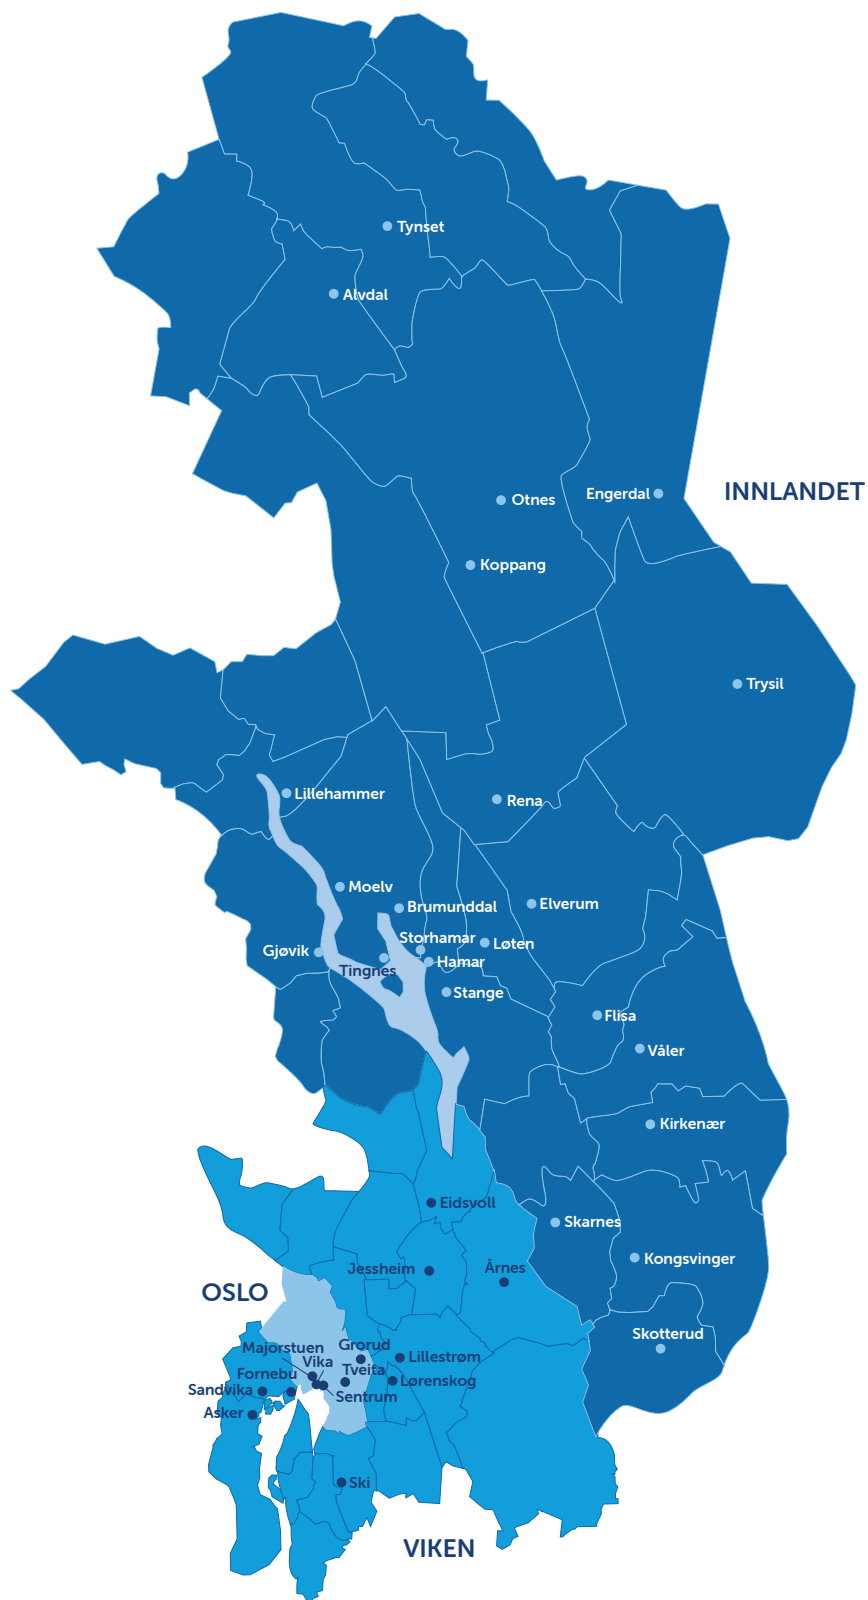 Tynset
Alvdal
INNLANDET
Engerdal
Otnes
Koppang
Trysil
Lillehammer
Rena
Moelv
Brumunddal
Elverum
Storhamar
Løten
Gjøvik
Hamar
Tingnes
Stange
Flisa
Våler
Kirkenær
Eidsvoll
Skarnes
Kongsvinger
Jessheim
Årnes
OSLO
Skotterud
Majorstuen
Grorud
Vika
Lillestrøm
Tveita
Fornebu
Lørenskog
Sandvika
Sentrum
Asker
Ski
VIKEN